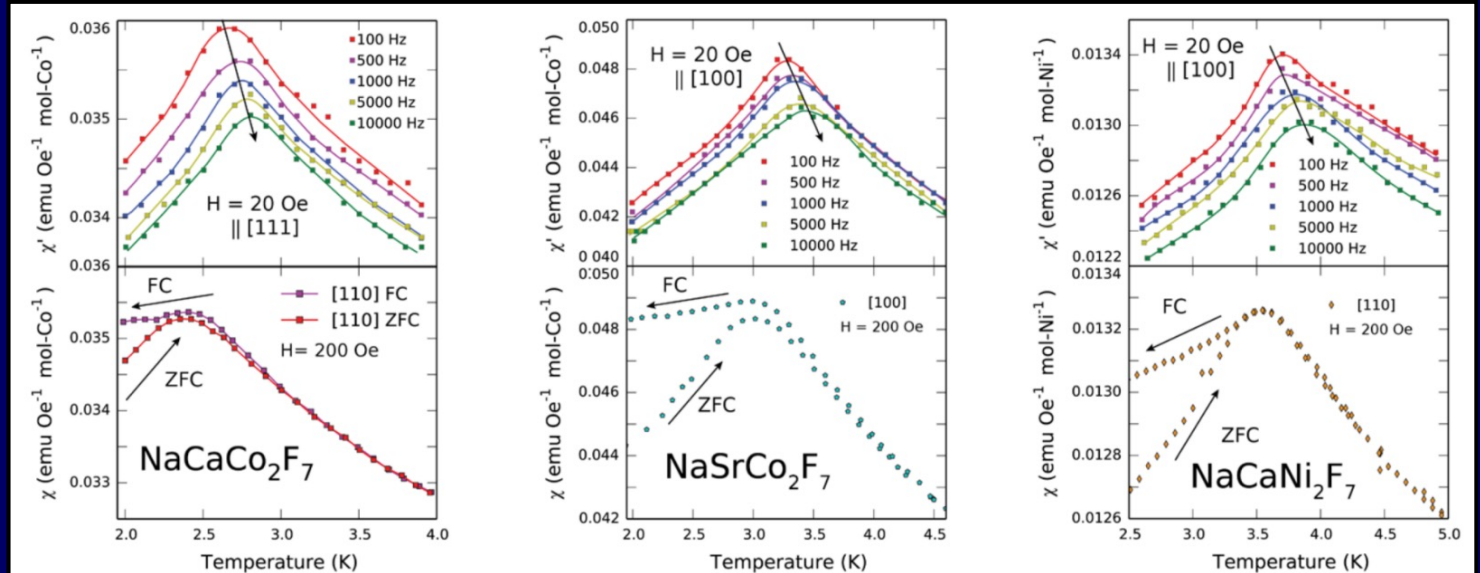 0.036
0.035
0.034
0.036
χ' (emu Oe⁻¹ mol-Co⁻¹)
100 Hz
500 Hz
1000 Hz
5000 Hz
10000 Hz
H = 20 Oe
|| [111]
0.035
0.034
0.033
χ (emu Oe⁻¹ mol-Co⁻¹)
FC
[110] FC
[110] ZFC
H= 200 Oe
ZFC
NaCaCo₂F₇
2.0 2.5 3.0 3.5 4.0
Temperature (K)
0.050
0.048
0.046
0.044
0.042
0.040
χ' (emu Oe⁻¹ mol-Co⁻¹)
H = 20 Oe
|| [100]
100 Hz
500 Hz
1000 Hz
5000 Hz
10000 Hz
0.050
0.048
0.046
0.044
0.042
χ (emu Oe⁻¹ mol-Co⁻¹)
FC
[100]
H = 200 Oe
ZFC
NaSrCo₂F₇
2.0 2.5 3.0 3.5 4.0 4.5
Temperature (K)
0.0134
0.0130
0.0126
0.0122
χ' (emu Oe⁻¹ mol-Ni⁻¹)
H = 20 Oe
|| [100]
100 Hz
500 Hz
1000 Hz
5000 Hz
10000 Hz
0.0134
0.0132
0.0130
0.0128
0.0126
χ (emu Oe⁻¹ mol-Ni⁻¹)
FC
[110]
H = 200 Oe
ZFC
NaCaNi₂F₇
2.5 3.0 3.5 4.0 4.5 5.0
Temperature (K)